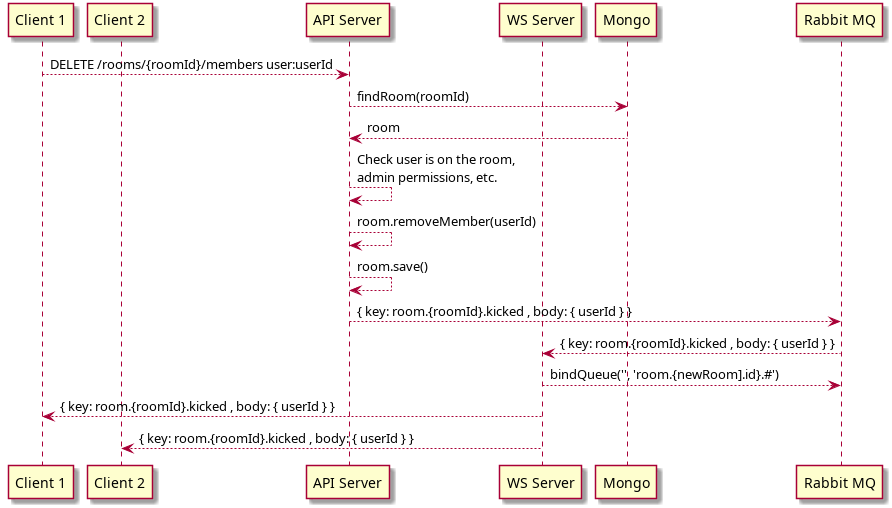 Client 1
Client 2
API Server
WS Server
Mongo
Rabbit MQ
DELETE /rooms/{roomId}/members user:userId
findRoom(roomId)
room
Check user is on the room,
admin permissions, etc.
room.removeMember(userId)
room.save()
{ key: room.{roomId}.kicked , body: { userId } }
{ key: room.{roomId}.kicked , body: { userId } }
bindQueue('', 'room.{newRoom].id}.#')
{ key: room.{roomId}.kicked , body: { userId } }
{ key: room.{roomId}.kicked , body: { userId } }
Client 1
Client 2
API Server
WS Server
Mongo
Rabbit MQ